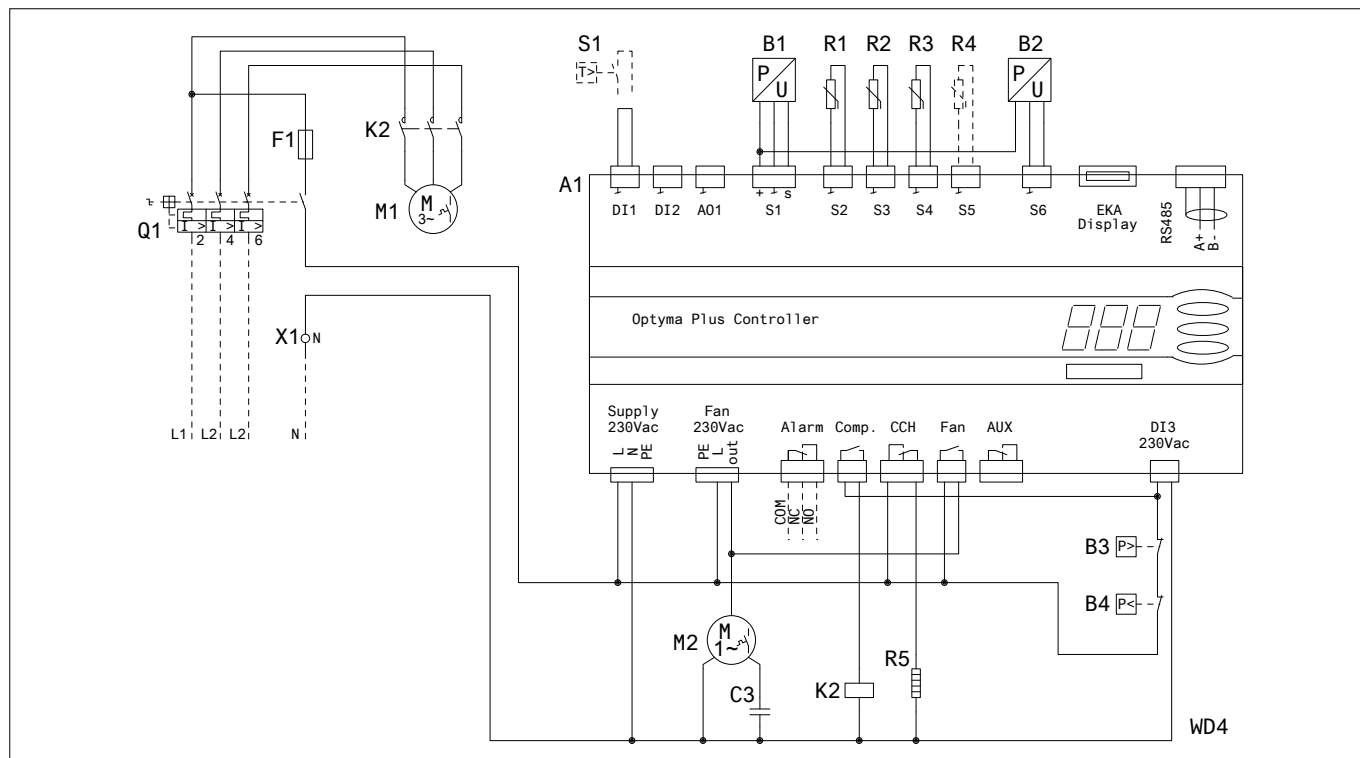 S1
B1
R1
R2
R3
R4
B2
T>
P
U
P
U
F1
K2
M
3~
M1
A1
+
s
DI1
DI2
AO1
S1
S2
S3
S4
S5
S6
EKA
Display
RS485
A+
B-
Q1
I >
I >
I >
2
4
6
Optyma Plus Controller
X1
N
L1
L2
L2
N
Supply
230Vac
Fan
230Vac
Alarm
Comp.
CCH
Fan
AUX
DI3
230Vac
L
N
PE
PE
L
out
COM
NC
NO
B3
P>
B4
P<
M2
M
1~
C3
K2
R5
WD4